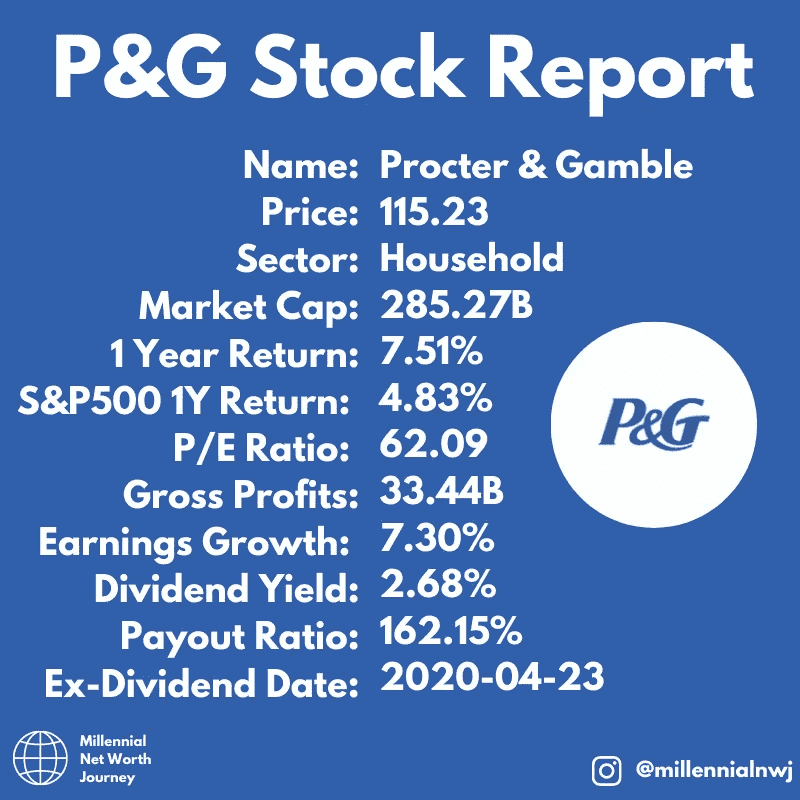 P&G Stock Report
Name: Procter & Gamble
Price: 115.23
Sector: Household
Market Cap: 285.27B
1 Year Return: 7.51%
S&P500 1Y Return: 4.83%
P/E Ratio: 62.09
P&G
Gross Profits: 33.44B
Earnings Growth: 7.30%
Dividend Yield: 2.68%
Payout Ratio: 162.15%
Ex-Dividend Date: 2020-04-23
Millennial
Net Worth
Journey
@millennialnwj